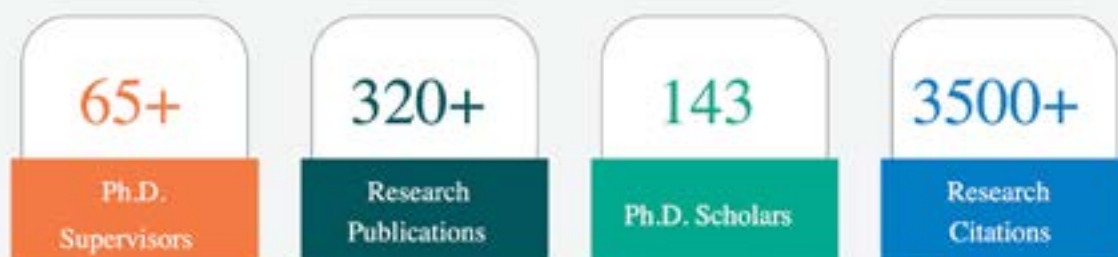 65+
Ph.D.
Supervisors
320+
Research
Publications
143
Ph.D. Scholars
3500+
Research
Citations